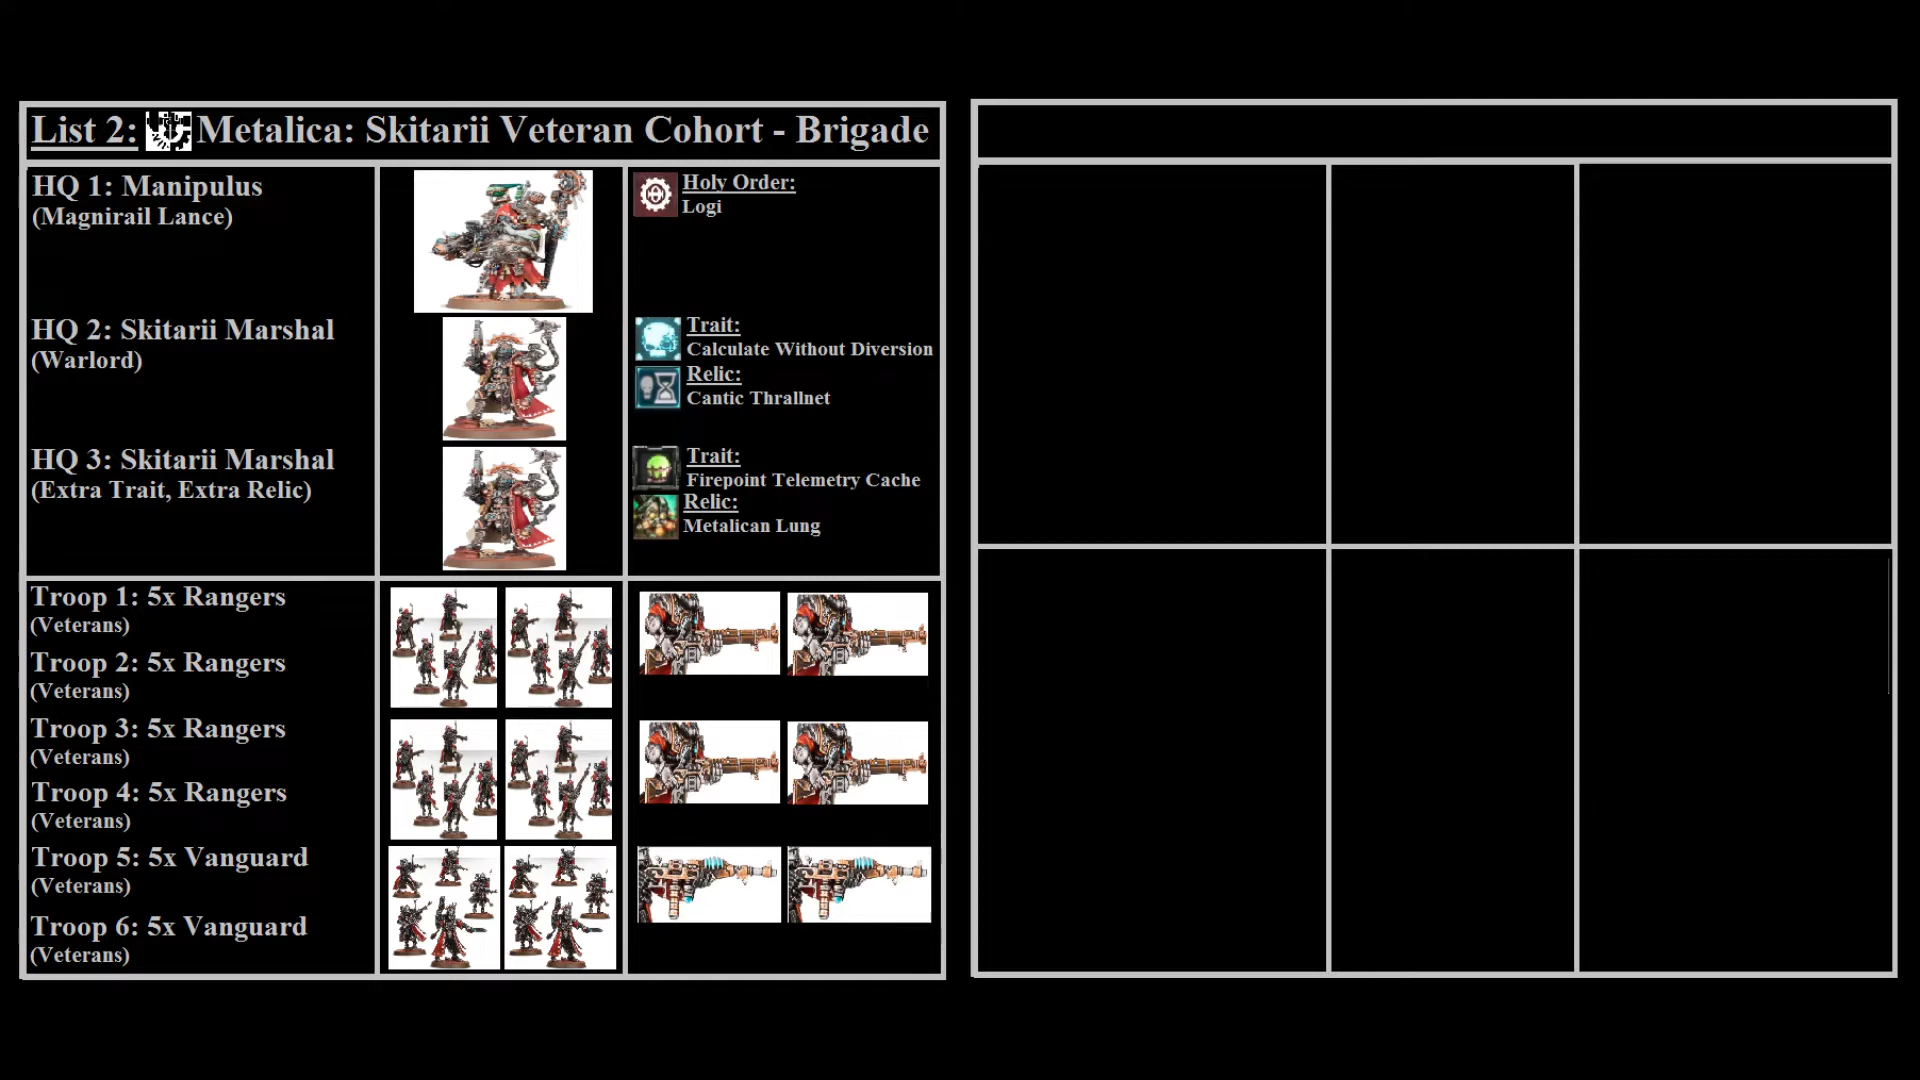 List 2: Metalica: Skitarii Veteran Cohort - Brigade
HQ 1: Manipulus
(Magnirail Lance)
Holy Order:
Logi
HQ 2: Skitarii Marshal
(Warlord)
Trait:
Calculate Without Diversion
Relic:
Cantic Thrallnet
HQ 3: Skitarii Marshal
(Extra Trait, Extra Relic)
Trait:
Firepoint Telemetry Cache
Relic:
Metalican Lung
Troop 1: 5x Rangers
(Veterans)
Troop 2: 5x Rangers
(Veterans)
Troop 3: 5x Rangers
(Veterans)
Troop 4: 5x Rangers
(Veterans)
Troop 5: 5x Vanguard
(Veterans)
Troop 6: 5x Vanguard
(Veterans)